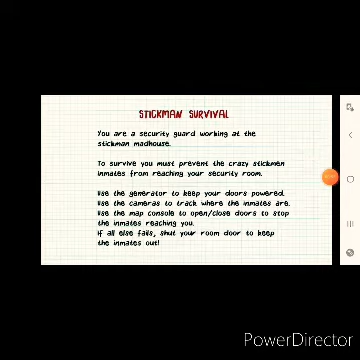 STICKMAN SURVIVAL
You are a security guard working at the
stickman madhouse.
To survive you must prevent the crazy stickmen
inmates from reaching your security room.
Use the generator to keep your doors powered.
Use the cameras to track where the inmates are.
Use the map console to open/close doors to stop
the inmates reaching you.
If all else fails, shut your room door to keep
the inmates out!
PowerDirector